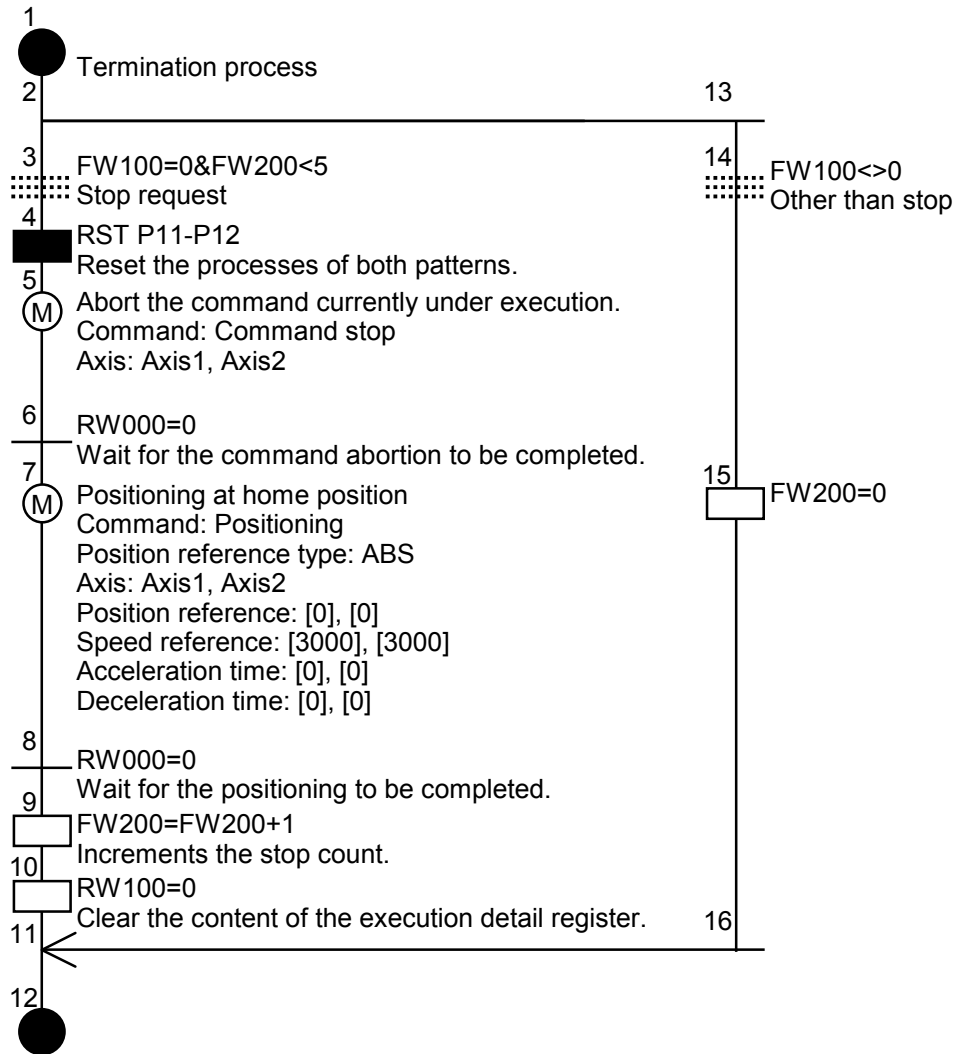 1
Termination process
2
13
3
FW100=0&FW200<5
Stop request
14
FW100<>0
Other than stop
4
RST P11-P12
Reset the processes of both patterns.
5
M
Abort the command currently under execution.
Command: Command stop
Axis: Axis1, Axis2
6
RW000=0
Wait for the command abortion to be completed.
7
M
Positioning at home position
Command: Positioning
Position reference type: ABS
Axis: Axis1, Axis2
Position reference: [0], [0]
Speed reference: [3000], [3000]
Acceleration time: [0], [0]
Deceleration time: [0], [0]
15
FW200=0
8
RW000=0
Wait for the positioning to be completed.
9
FW200=FW200+1
Increments the stop count.
10
RW100=0
Clear the content of the execution detail register.
11
16
12